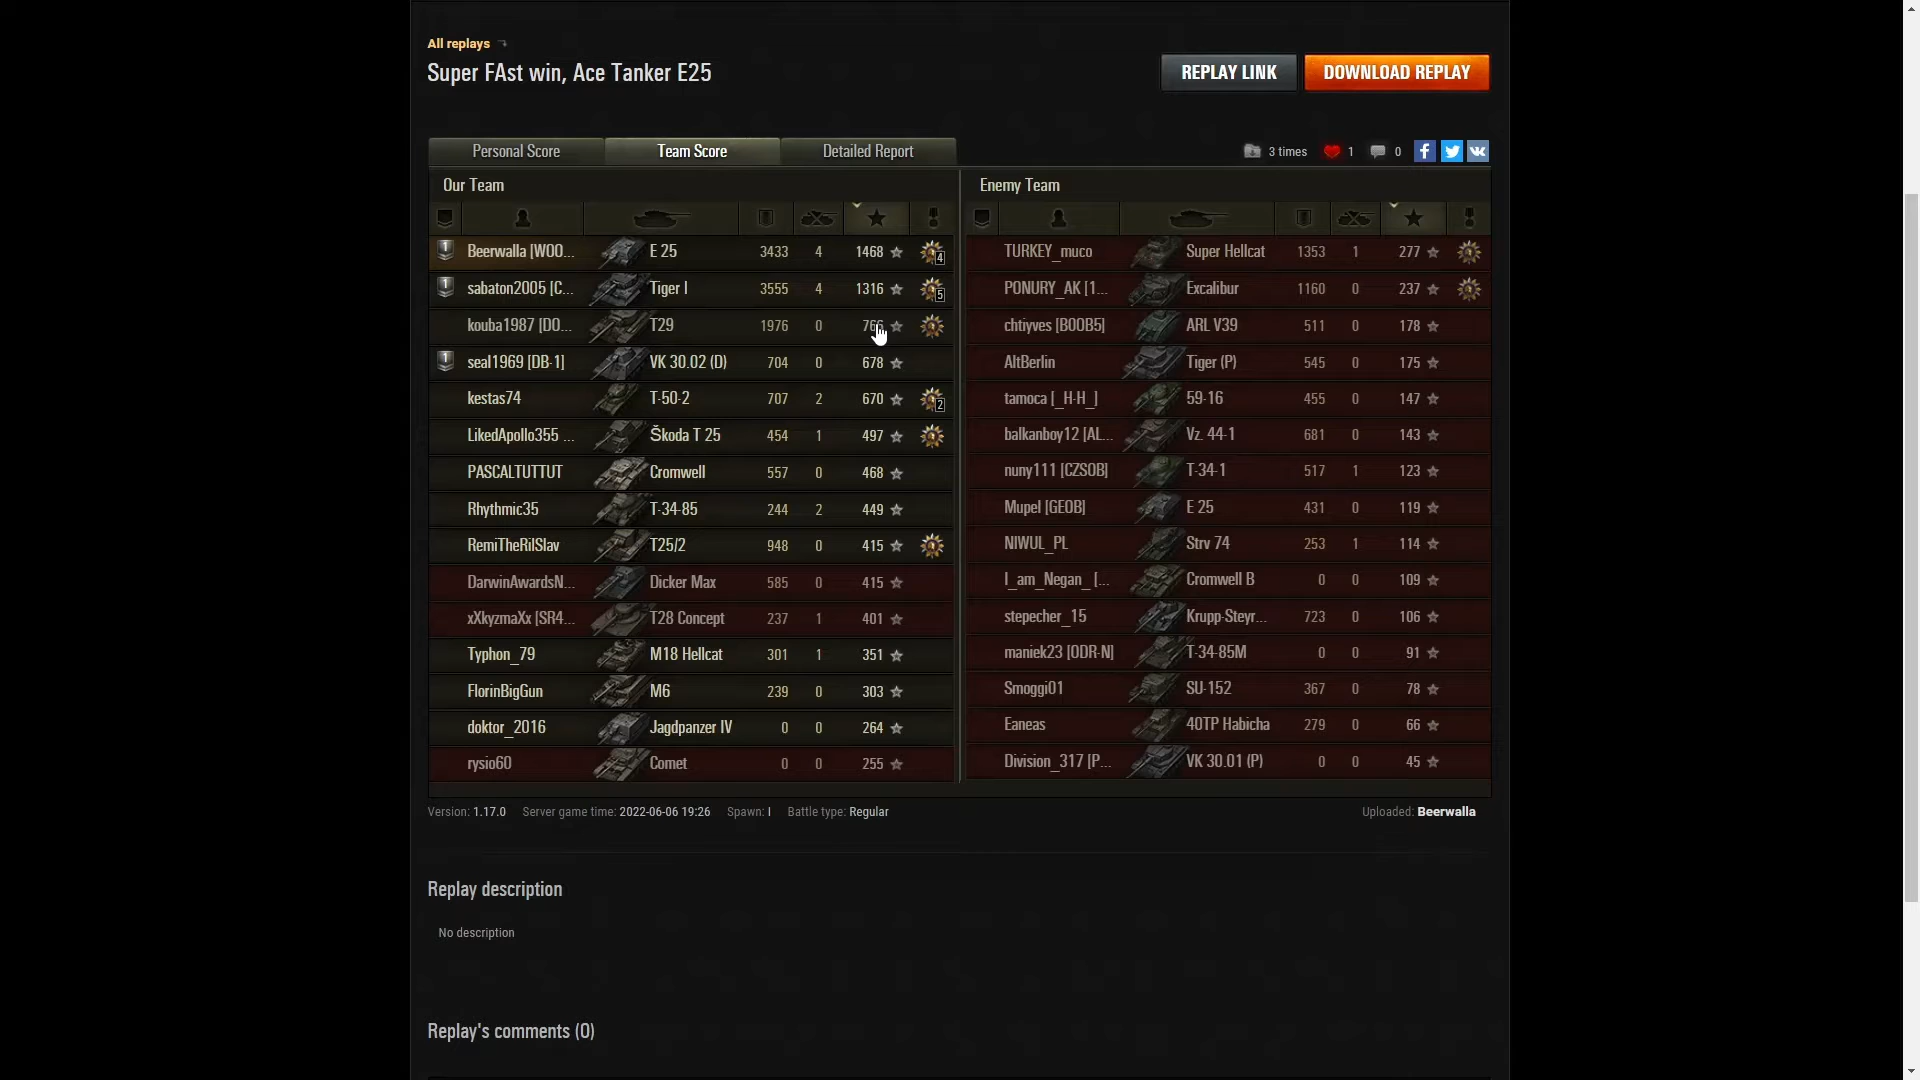 All replays
Super FAst win, Ace Tanker E25
REPLAY LINK
DOWNLOAD REPLAY
Personal Score
Team Score
Detailed Report
3 times
1
0
Our Team
Beerwalla [WOO... E 25 3433 4 1468 4
sabaton2005 [C... Tiger I 3555 4 1316 5
kouba1987 [DO... T29 1976 0
seal1969 [DB-1] VK 30.02 (D) 704 0 678
kestas74 T-50-2 707 2 670 2
LikedApollo355 ... Škoda T 25 454 1 497
PASCALTUTTUT Cromwell 557 0 468
Rhythmic35 T-34-85 244 2 449
RemiTheRilSlav T25/2 948 0 415
DarwinAwardsN... Dicker Max 585 0 415
xXkyzmaXx [SR4... T28 Concept 237 1 401
Typhon_79 M18 Hellcat 301 1 351
FlorinBigGun M6 239 0 303
doktor_2016 Jagdpanzer IV 0 0 264
rysio60 Comet 0 0 255
Enemy Team
TURKEY_muco Super Hellcat 1353 1 277
PONURY_AK [1... Excalibur 1160 0 237
chtiyves [B00B5] ARL V39 511 0 178
AltBerlin Tiger (P) 545 0 175
tamoca [_H-H_] 59-16 455 0 147
balkanboy12 [AL... Vz. 44-1 681 0 143
nuny111 [CZSOB] T-34-1 517 1 123
Mupel [GEOB] E 25 431 0 119
NIWUL_PL Strv 74 253 1 114
I_am_Negan_ [... Cromwell B 0 0 109
stepecher_15 Krupp-Steyr... 723 0 106
maniek23 [ODR-N] T-34-85M 0 0 91
Smoggi01 SU-152 367 0 78
Eaneas 40TP Habicha 279 0 66
Division_317 [P... VK 30.01 (P) 0 0 45
Version: 1.17.0 Server game time: 2022-06-06 19:26 Spawn: I Battle type: Regular
Uploaded: Beerwalla
Replay description
No description
Replay's comments (0)